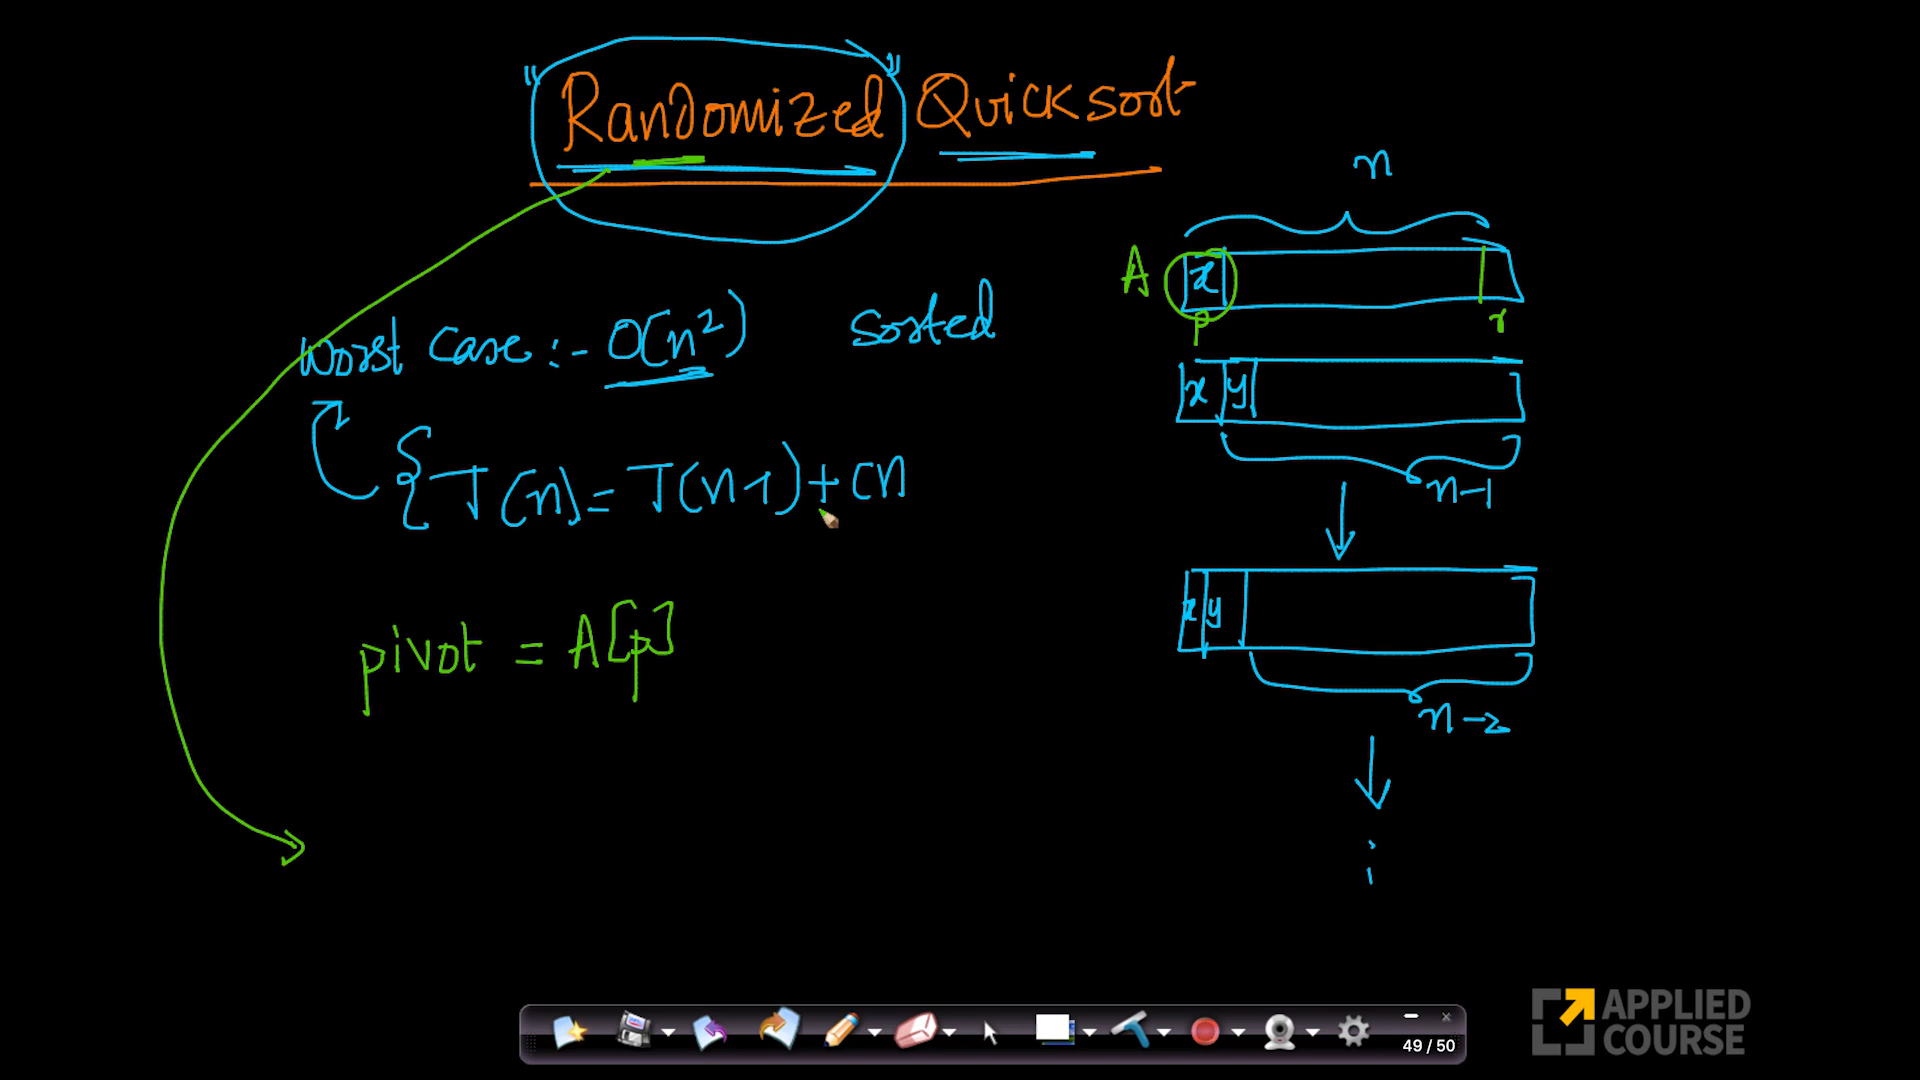 "Randomized" Quicksort
n
A x
p r
Worst Case :- O(n²) sorted
x y
{T(n) = T(n-1) + cn
n-1
x y
pivot = A[p]
n-2
49 / 50
APPLIED
COURSE